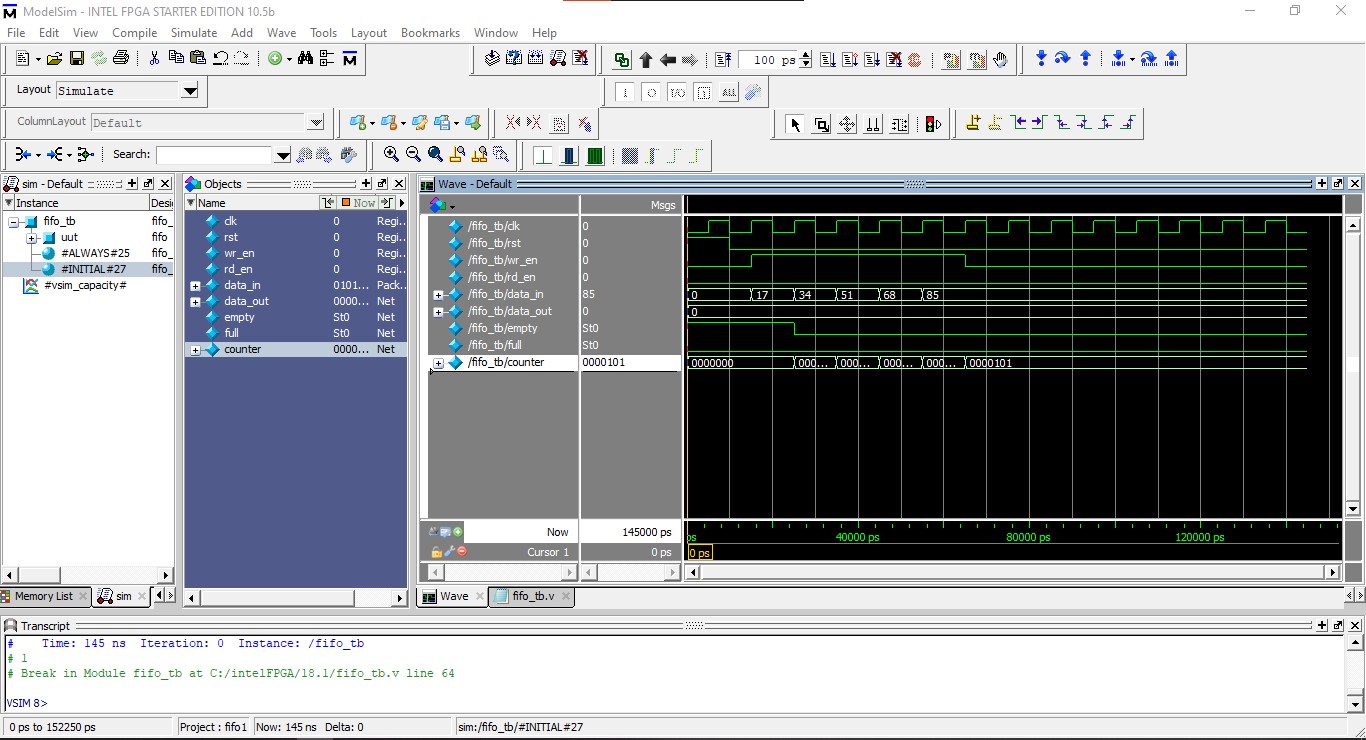 ModelSim - INTEL FPGA STARTER EDITION 10.5b
File Edit View Compile Simulate Add Wave Tools Layout Bookmarks Window Help
100 ps
Layout Simulate
ColumnLayout Default
Search:
sim - Default
Instance
Desi
fifo_tb fifo_
uut fifo
#ALWAYS#25 fifo_
#INITIAL#27 fifo_
#vsim_capacity#
Objects
Name Now
clk 0 Regi...
rst 0 Regi...
wr_en 0 Regi...
rd_en 0 Regi...
data_in 0101... Pack...
data_out 0000... Net
empty St0 Net
full St0 Net
counter 0000... Net
Wave - Default
Msgs
/fifo_tb/clk 0
/fifo_tb/rst 0
/fifo_tb/wr_en 0
/fifo_tb/rd_en 0
/fifo_tb/data_in 85 0 17 34 51 68 85
/fifo_tb/data_out 0 0
/fifo_tb/empty St0
/fifo_tb/full St0
/fifo_tb/counter 0000101 0000000 000... 000... 000... 000... 0000101
Now 145000 ps ps 40000 ps 80000 ps 120000 ps
Cursor 1 0 ps 0 ps
Memory List sim
Wave fifo_tb.v
Transcript
# Time: 145 ns Iteration: 0 Instance: /fifo_tb
# 1
# Break in Module fifo_tb at C:/intelFPGA/18.1/fifo_tb.v line 64
VSIM 8>
0 ps to 152250 ps Project : fifo1 Now: 145 ns Delta: 0 sim:/fifo_tb/#INITIAL#27